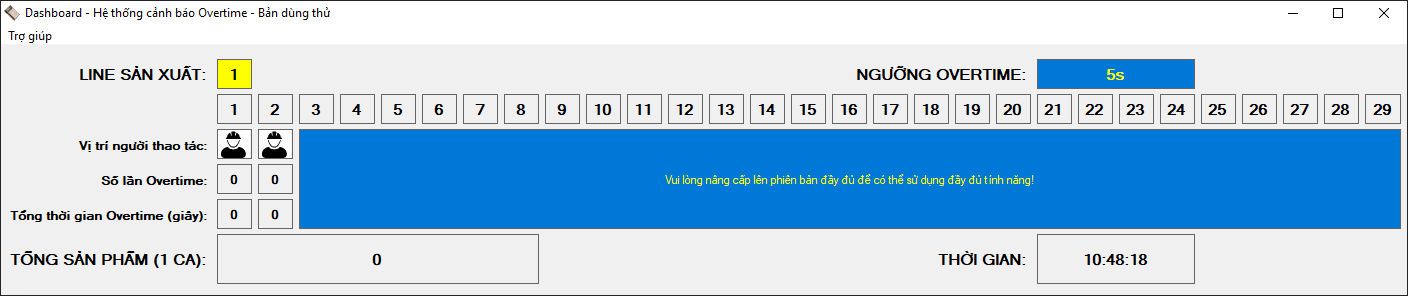 Dashboard - Hệ thống cảnh báo Overtime - Bản dùng thử
Trợ giúp
LINE SẢN XUẤT: 1 NGƯỠNG OVERTIME: 5s
1 2 3 4 5 6 7 8 9 10 11 12 13 14 15 16 17 18 19 20 21 22 23 24 25 26 27 28 29
Vị trí người thao tác:
Số lần Overtime: 0 0
Vui lòng nâng cấp lên phiên bản đầy đủ để có thể sử dụng đầy đủ tính năng!
Tổng thời gian Overtime (giây): 0 0
TỔNG SẢN PHẨM (1 CA): 0 THỜI GIAN: 10:48:18